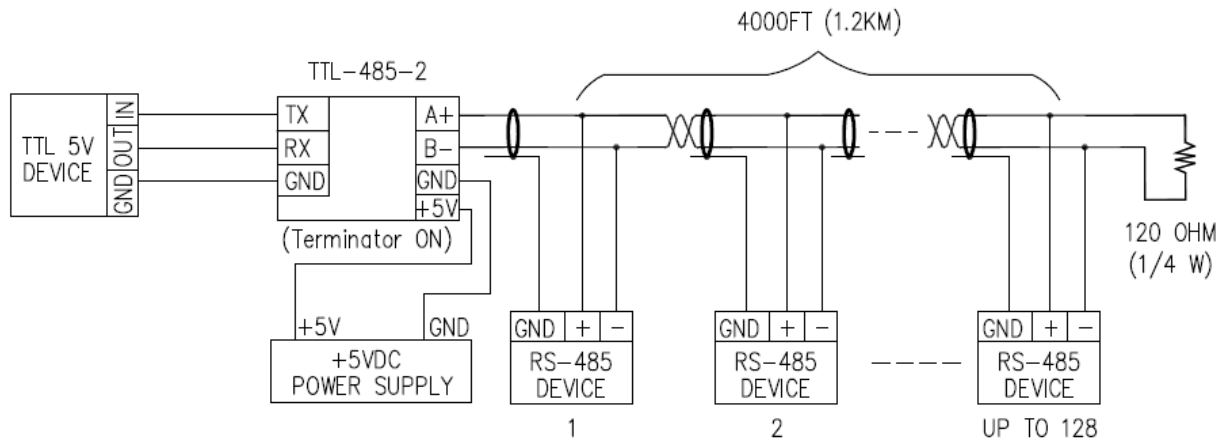 4000FT (1.2KM)
TTL-485-2
TTL 5V
DEVICE
IN
OUT
GND
TX
RX
GND
A+
B-
GND
+5V
(Terminator ON)
120 OHM
(1/4 W)
+5V
GND
+5VDC
POWER SUPPLY
GND + -
RS-485
DEVICE
1
GND + -
RS-485
DEVICE
2
GND + -
RS-485
DEVICE
UP TO 128